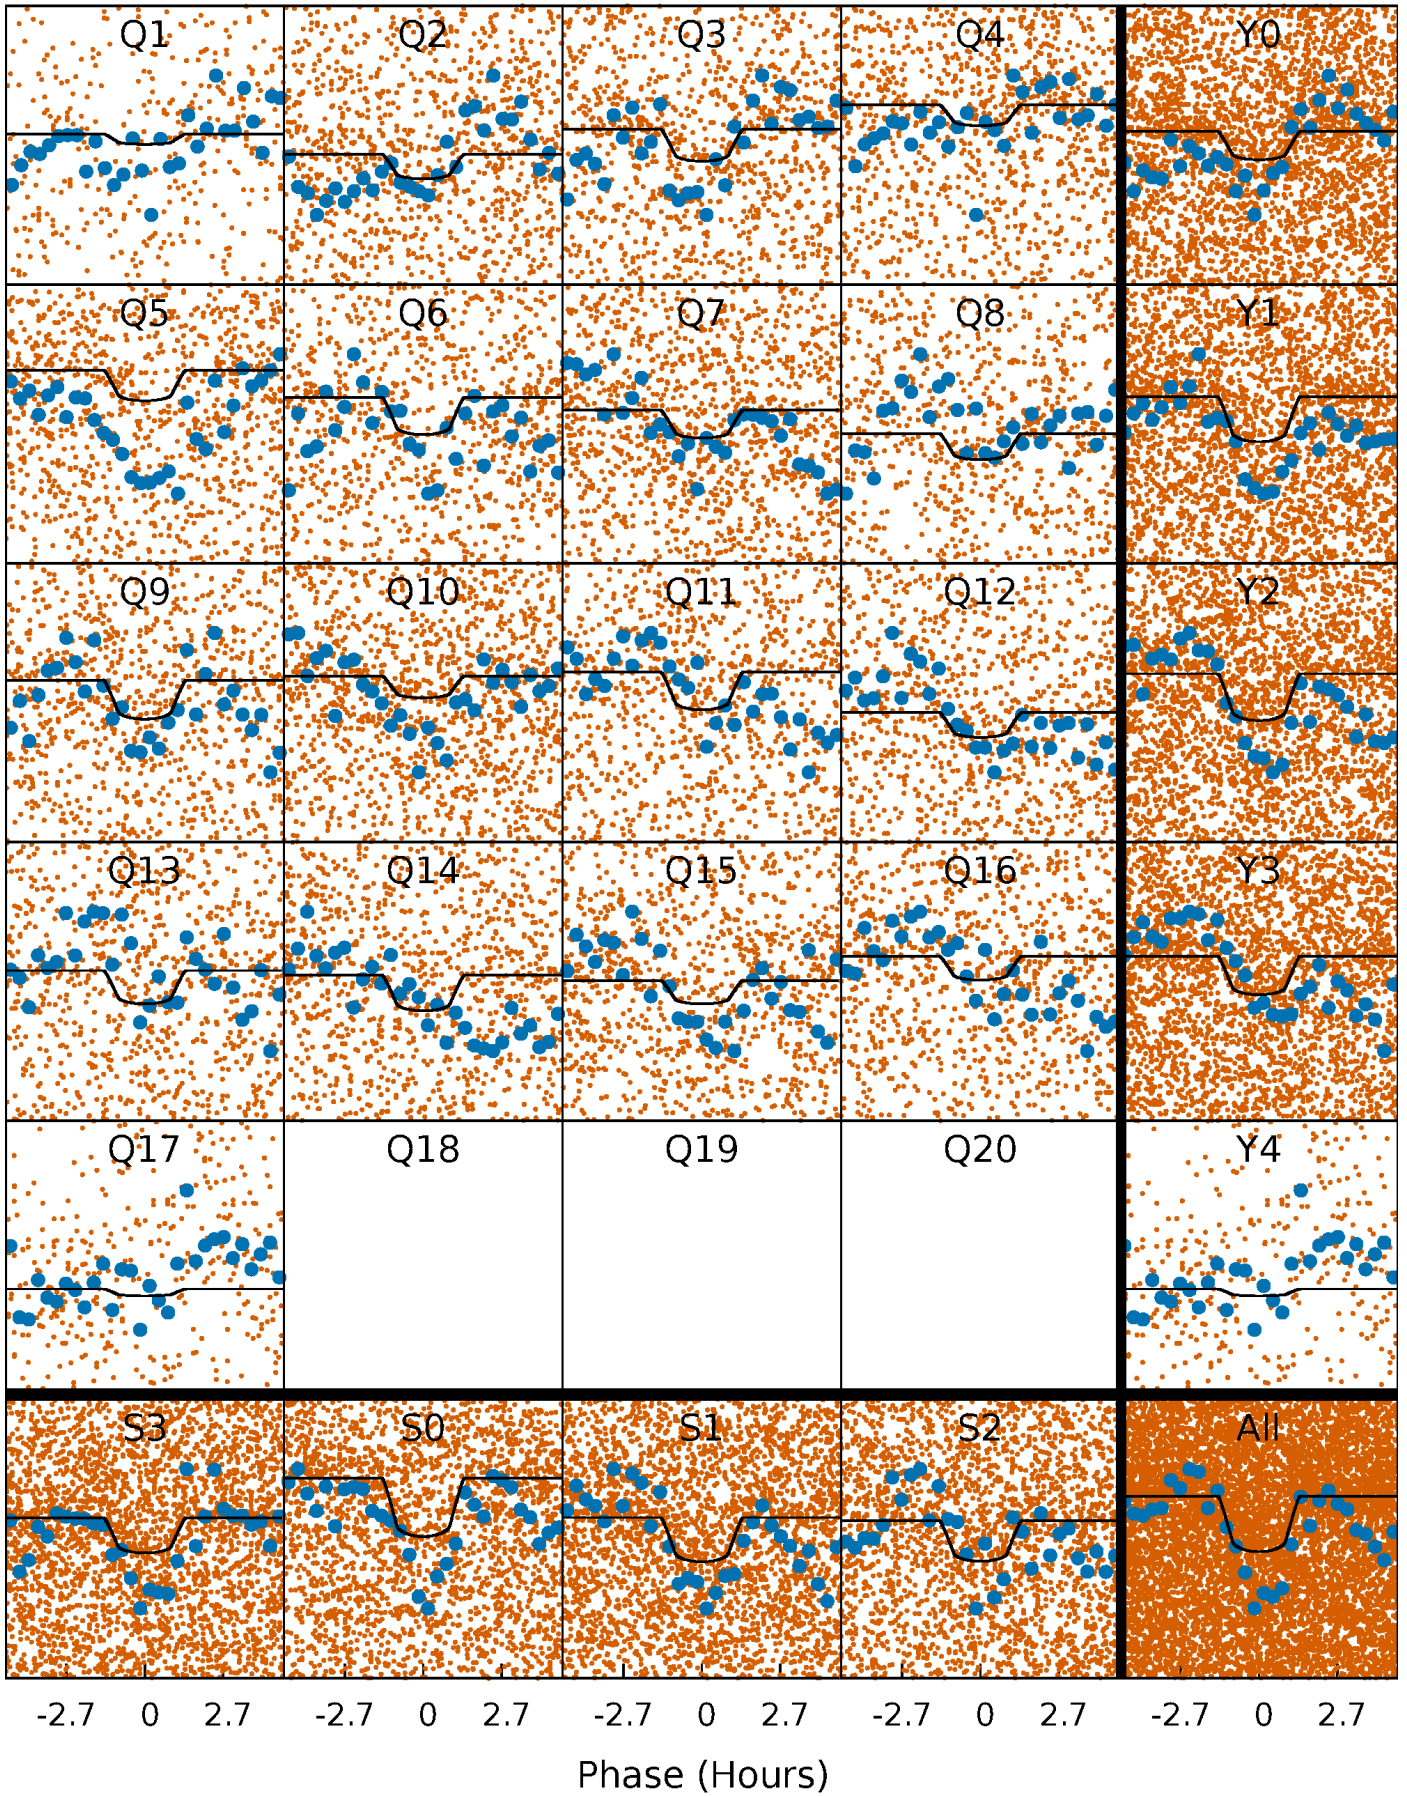 Q1 Q2 Q3 Q4 Y0
Q5 Q6 Q7 Q8 Y1
Q9 Q10 Q11 Q12 Y2
Q13 Q14 Q15 Q16 Y3
Q17 Q18 Q19 Q20 Y4
S3 S0 S1 S2 All
-2.7 0 2.7 -2.7 0 2.7 -2.7 0 2.7 -2.7 0 2.7 -2.7 0 2.7
Phase (Hours)